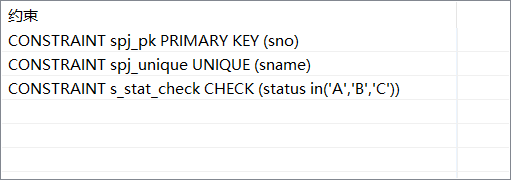 约束
CONSTRAINT spj_pk PRIMARY KEY (sno)
CONSTRAINT spj_unique UNIQUE (sname)
CONSTRAINT s_stat_check CHECK (status in('A','B','C'))